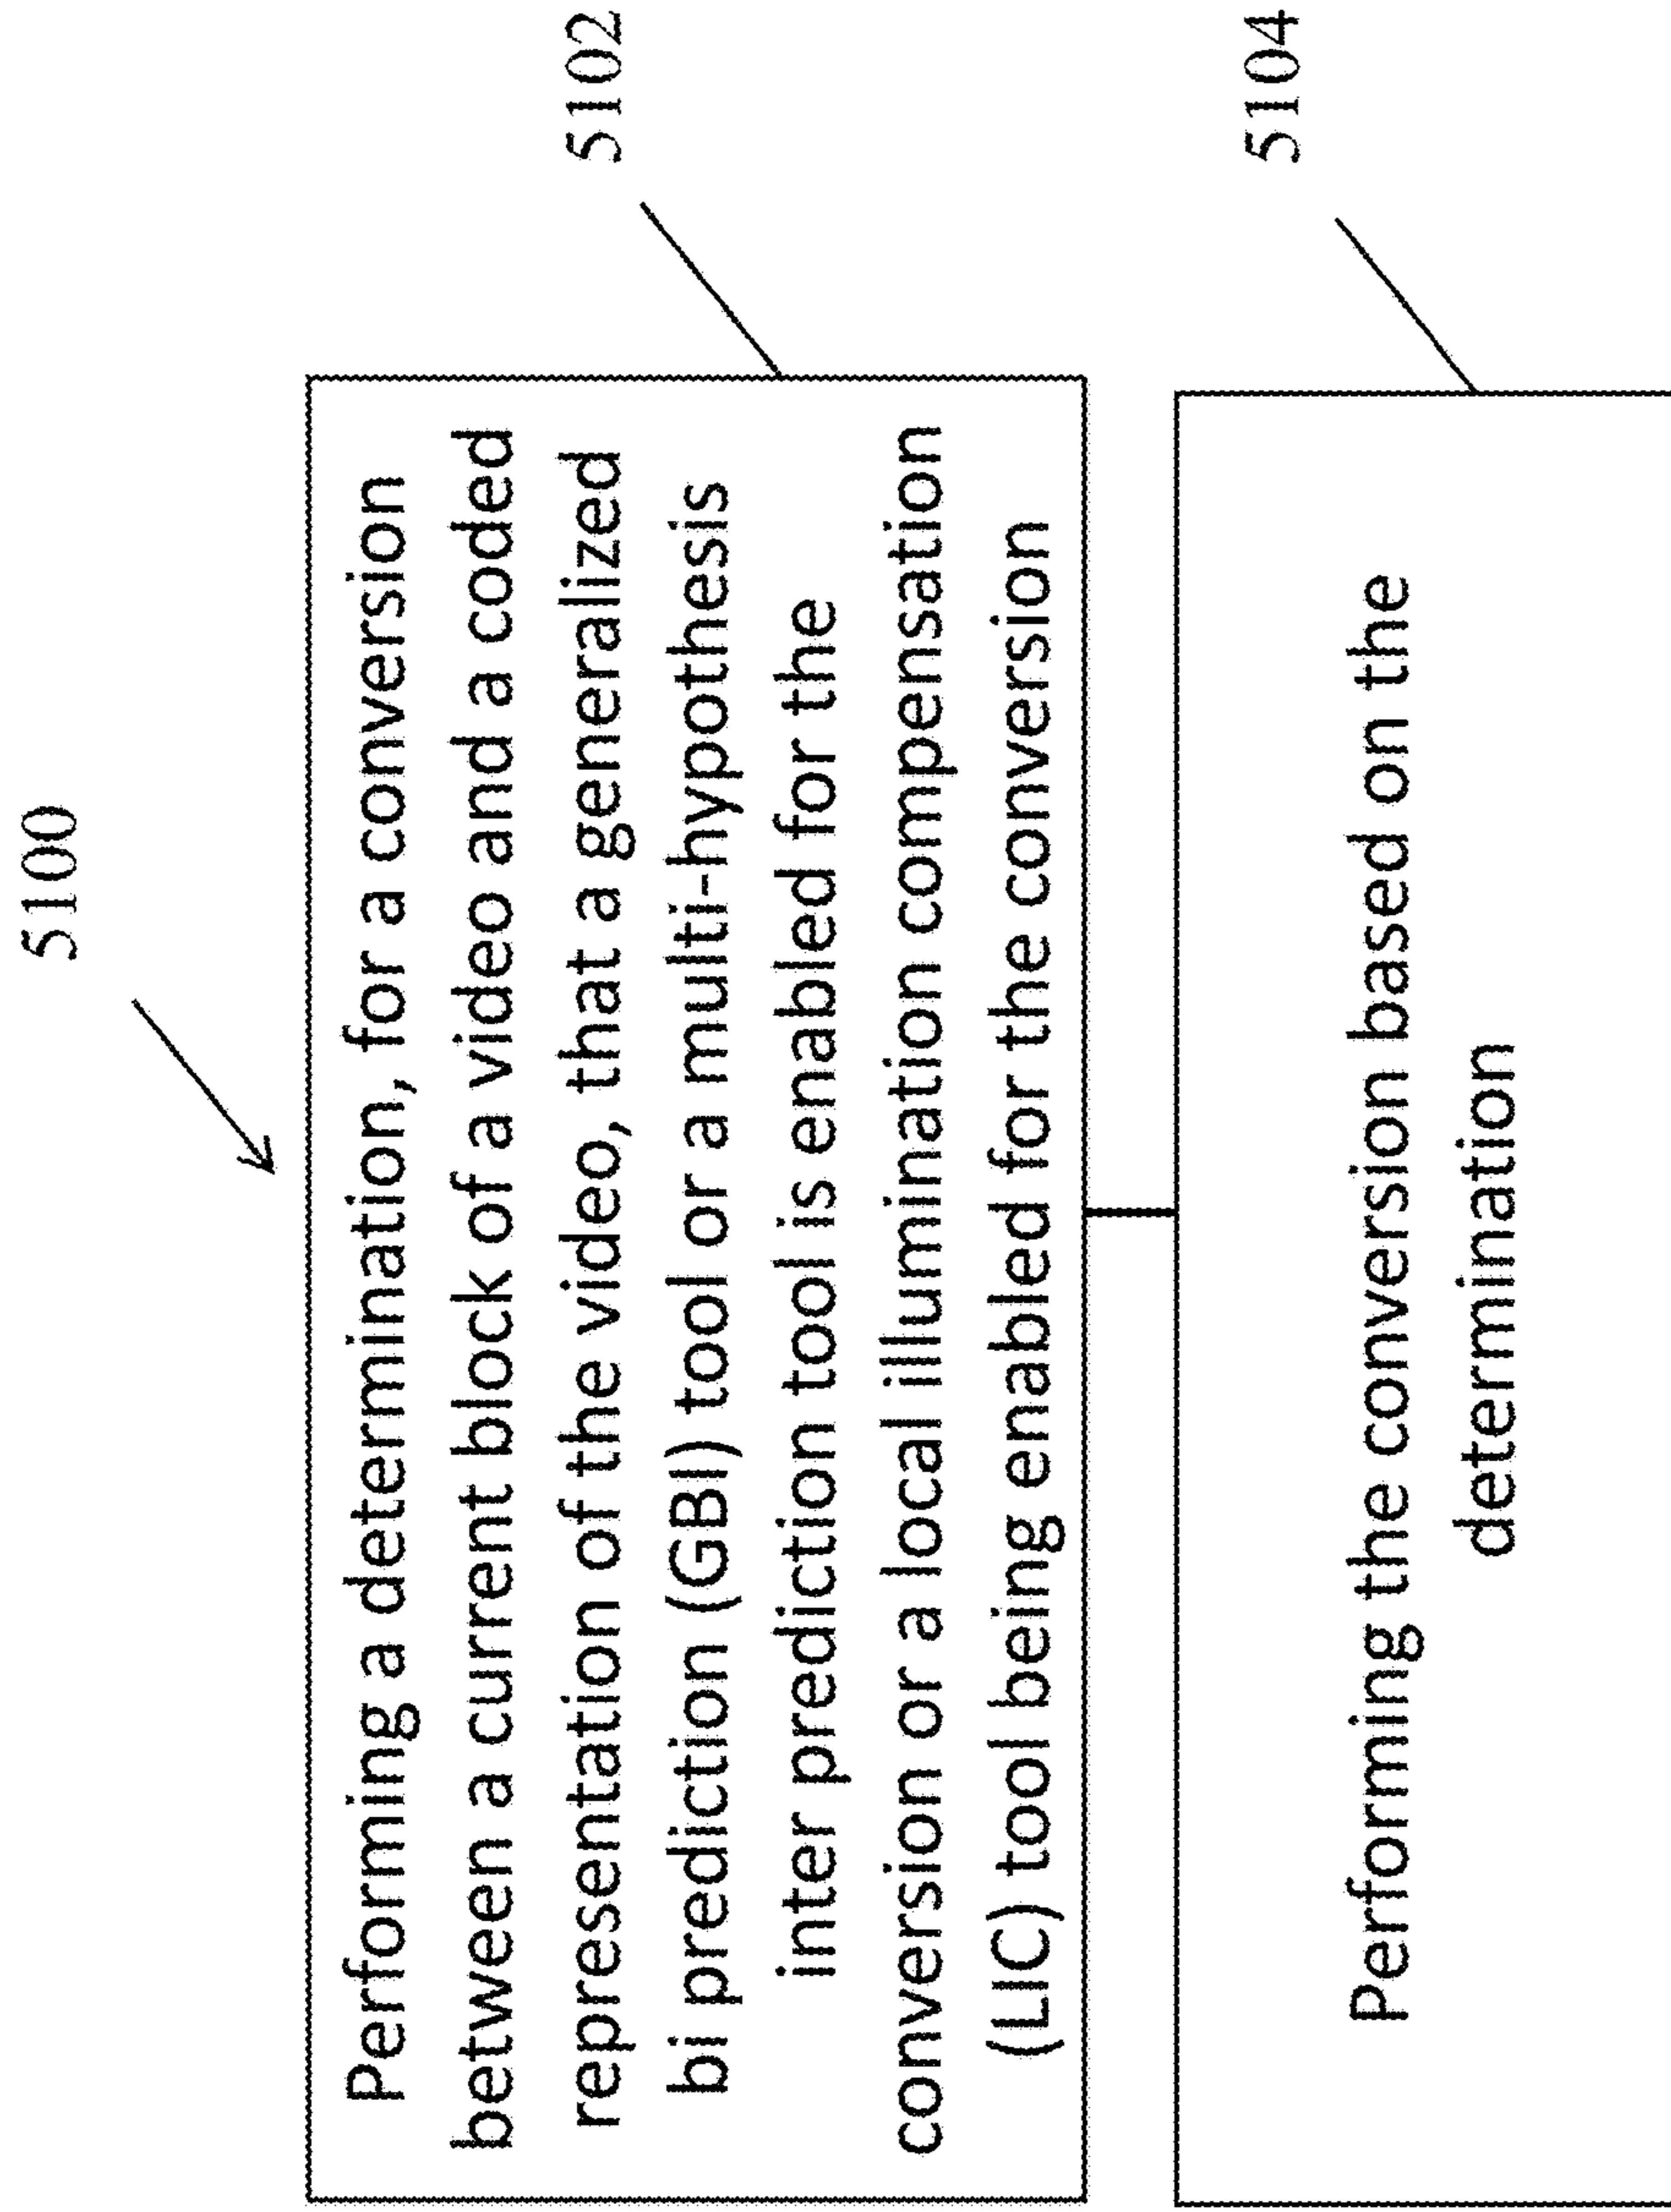 5100
Performing a determination, for a conversion
between a current block of a video and a coded
representation of the video, that a generalized
bi prediction (GBI) tool or a multi-hypothesis
inter prediction tool is enabled for the
conversion or a local illumination compensation
(LIC) tool being enabled for the conversion
5102
Performing the conversion based on the
determination
5104